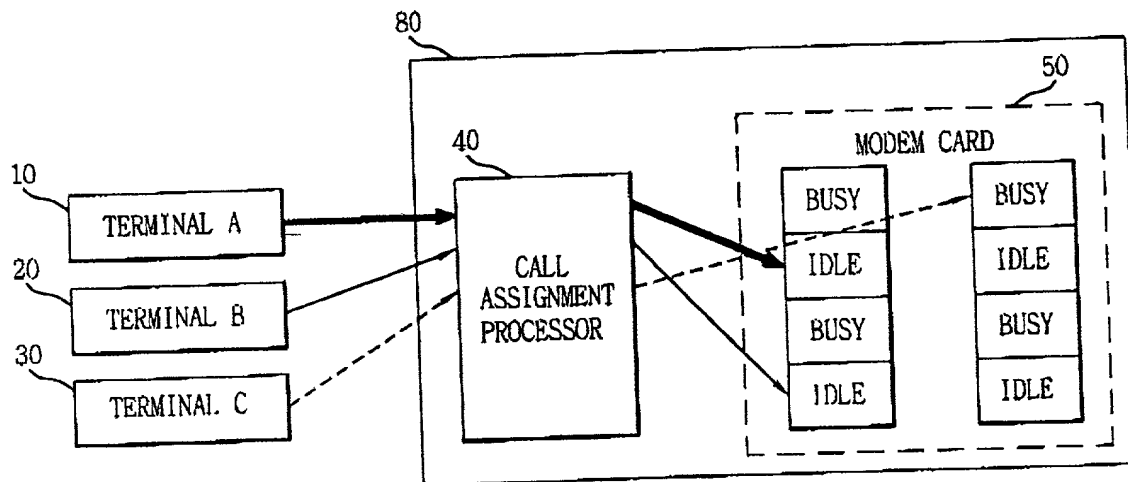 80
50
MODEM CARD
40
10
TERMINAL A
20
TERMINAL B
30
TERMINAL C
CALL
ASSIGNMENT
PROCESSOR
BUSY
IDLE
BUSY
IDLE
BUSY
IDLE
BUSY
IDLE